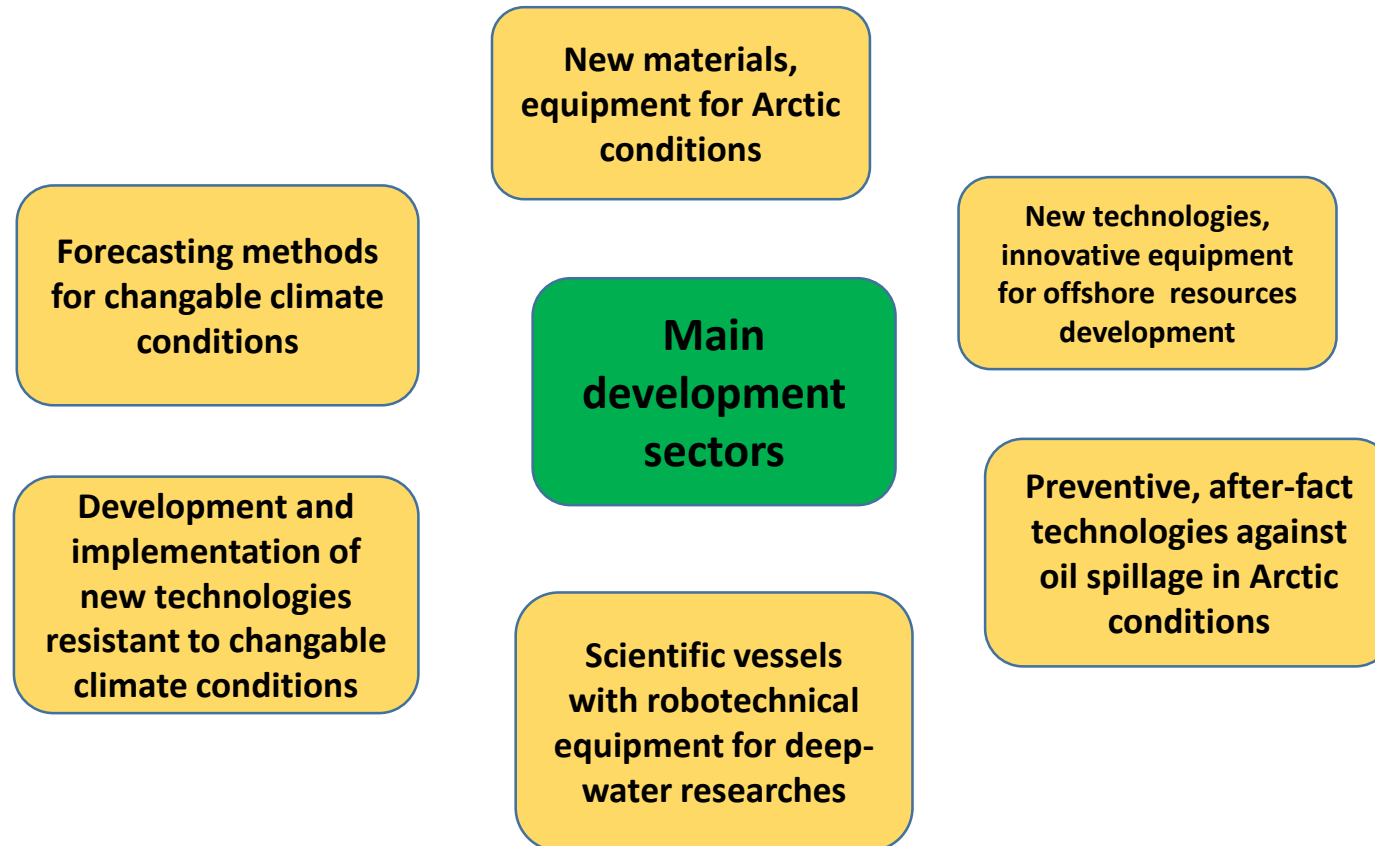 New materials,
equipment for Arctic
conditions
New technologies,
innovative equipment
for offshore resources
development
Forecasting methods
for changable climate
conditions
Main
development
sectors
Preventive, after-fact
technologies against
oil spillage in Arctic
conditions
Development and
implementation of
new technologies
resistant to changable
climate conditions
Scientific vessels
with robotechnical
equipment for deep-
water researches